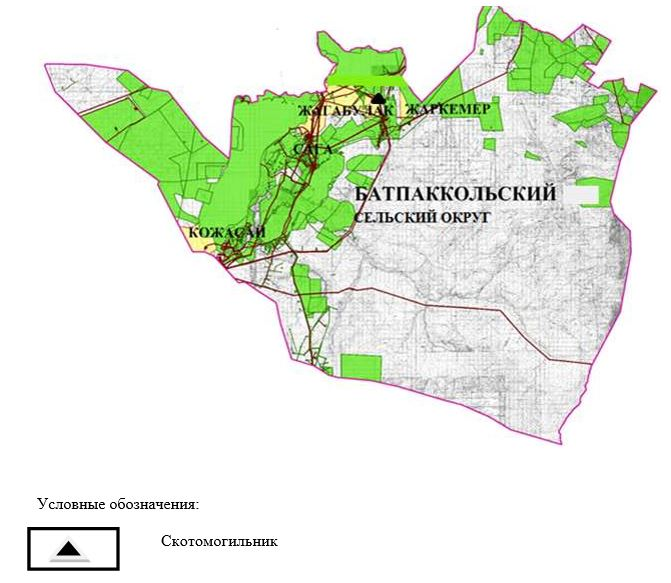 ЖАГАБУЛАК ЖАРКЕМЕР
САГА
БАТПАККОЛЬСКИЙ
СЕЛЬСКИЙ ОКРУГ
КОЖАСАЙ
Условные обозначения:
Скотомогильник